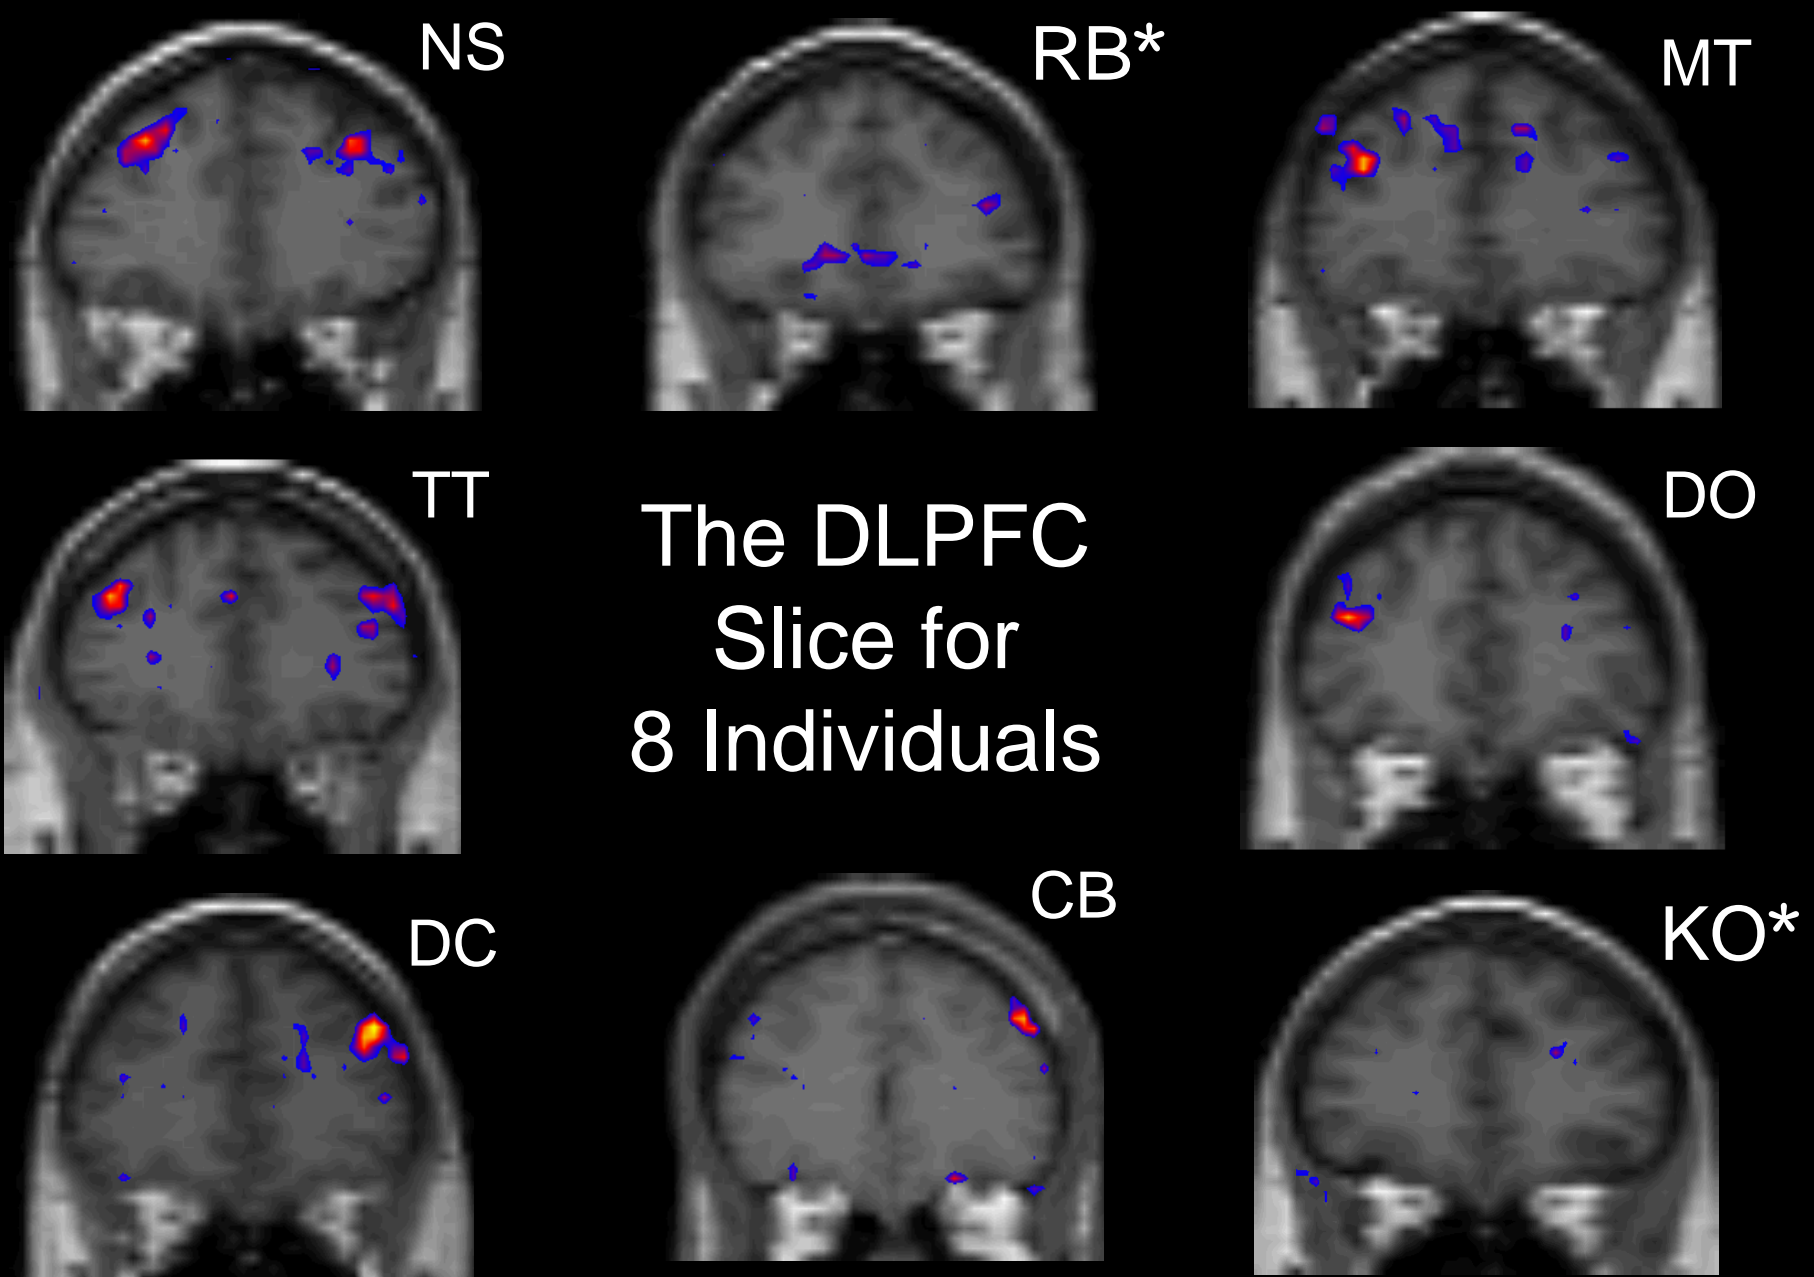 NS
RB*
MT
TT
The DLPFC
Slice for
8 Individuals
DO
DC
CB
KO*